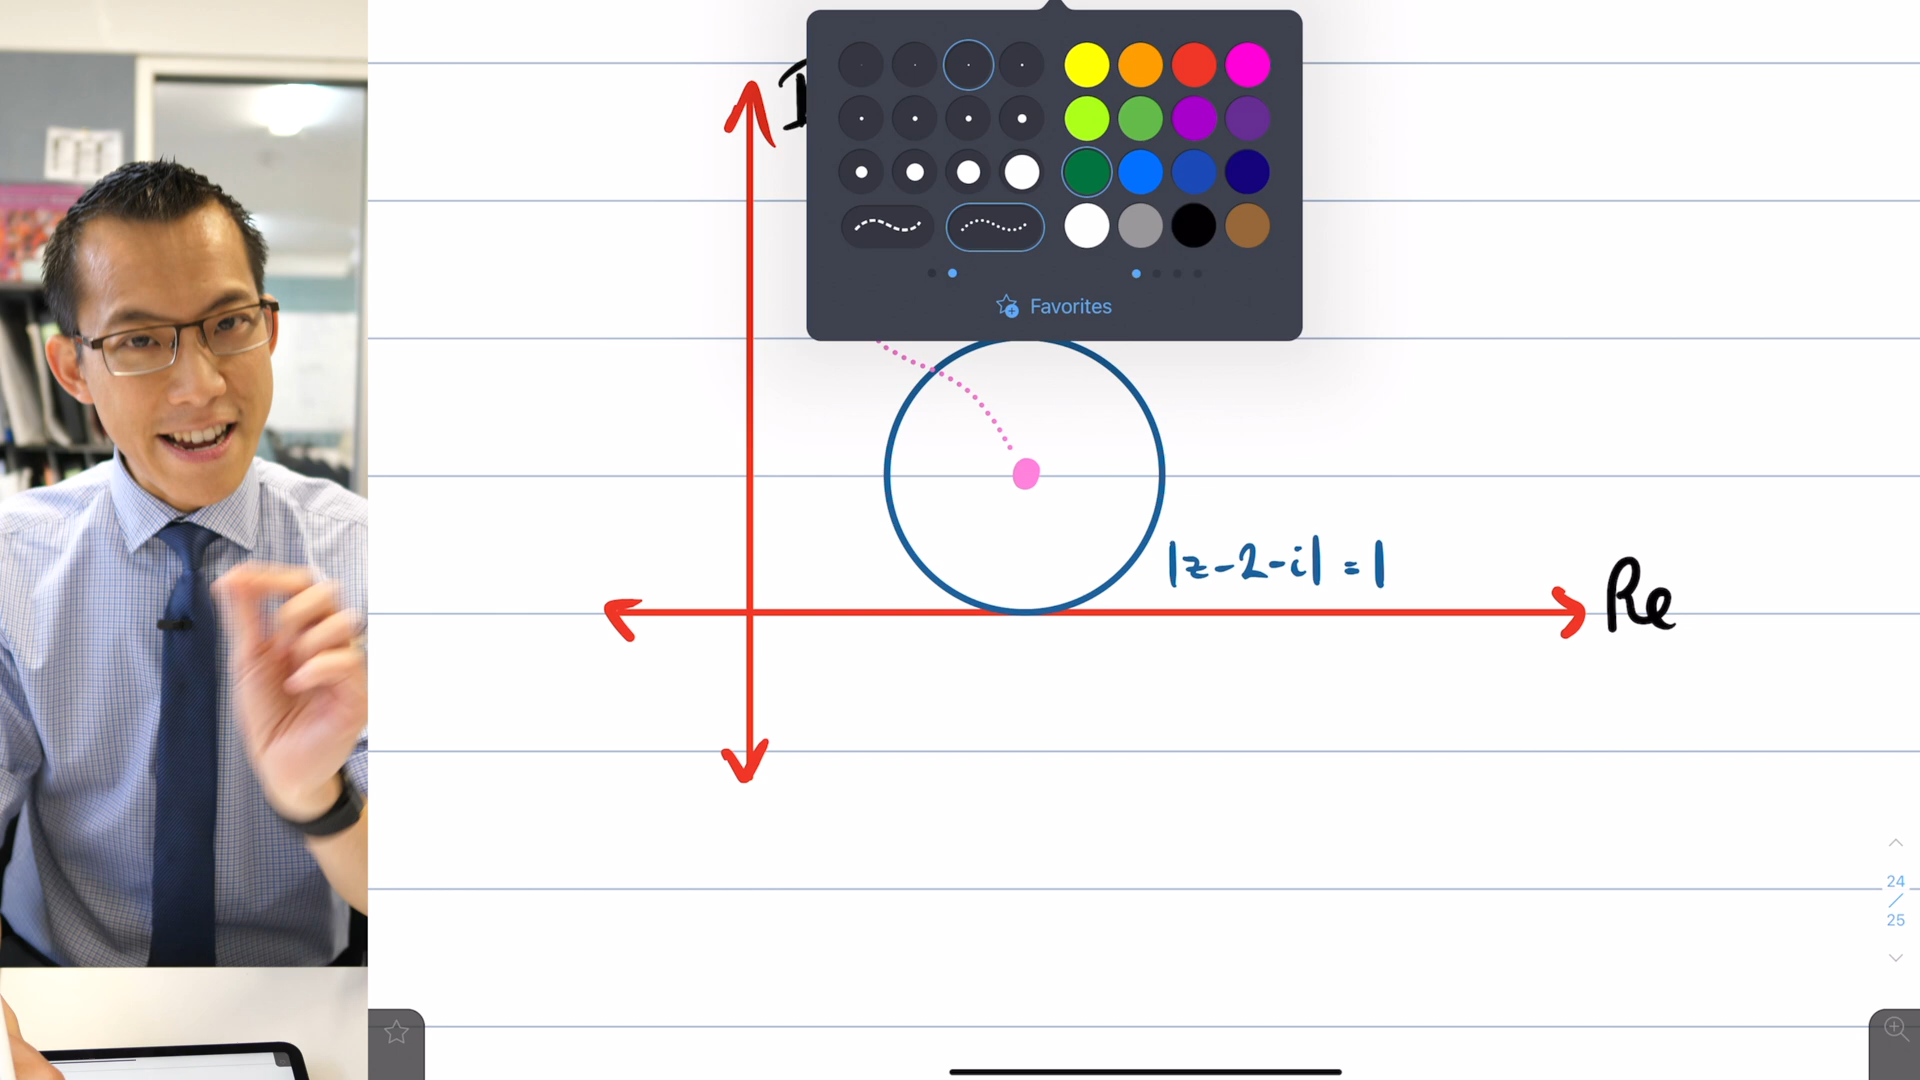 Favorites
|z-2-i| = 1
Re
24
/
25